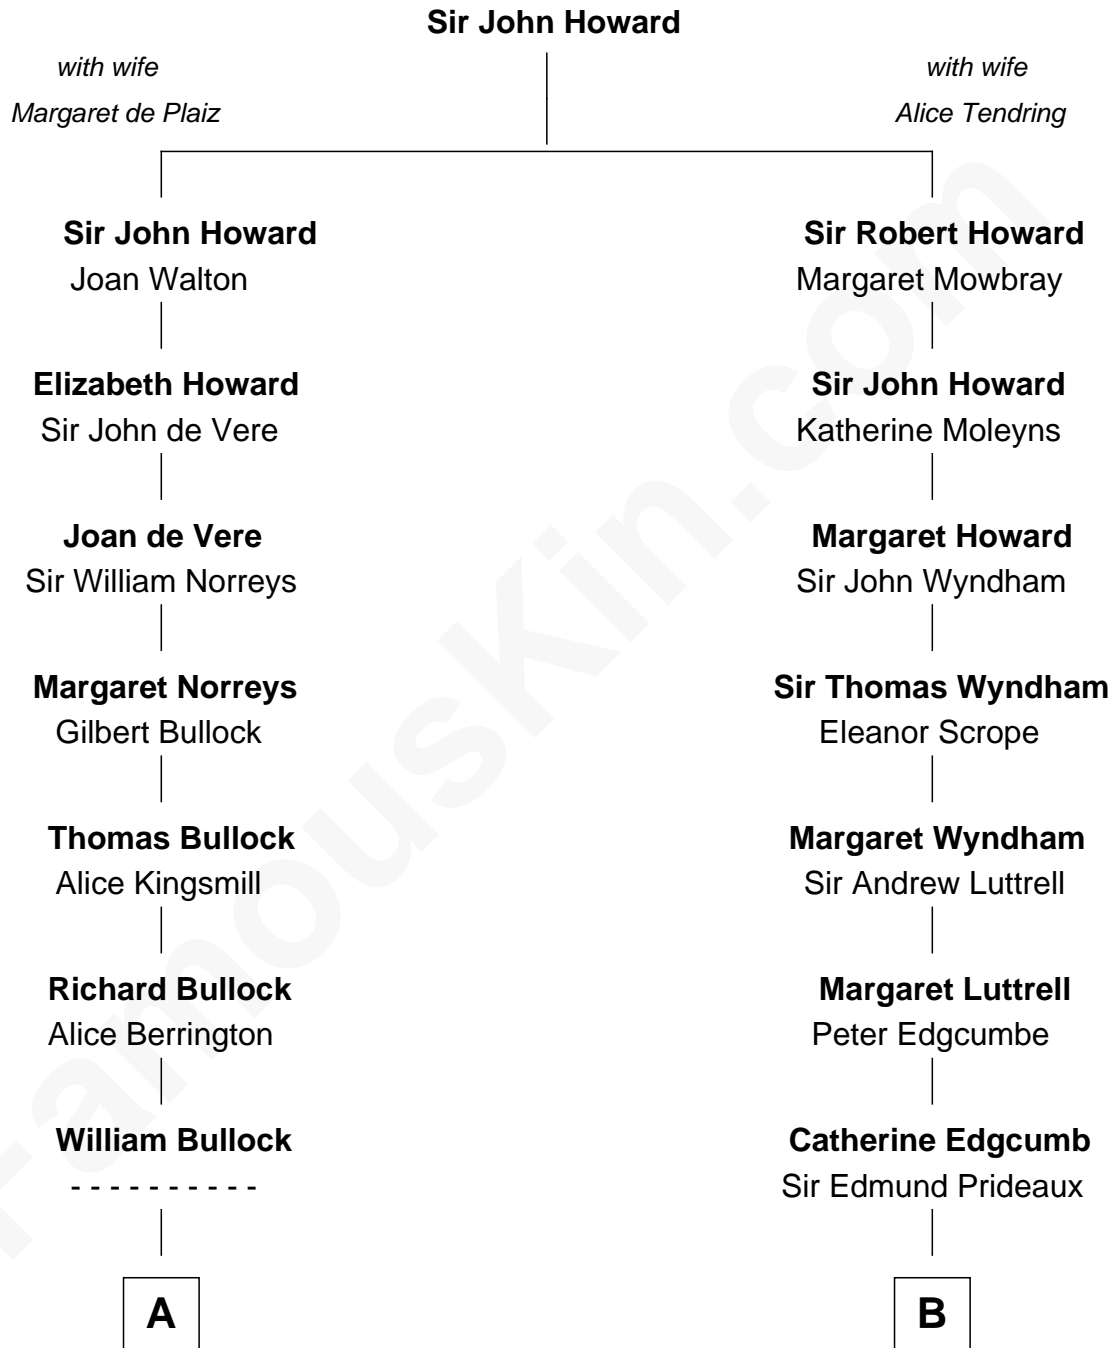 Sir John Howard
with wife
Margaret de Plaiz
with wife
Alice Tendring
Sir John Howard
Joan Walton
Sir Robert Howard
Margaret Mowbray
Elizabeth Howard
Sir John de Vere
Sir John Howard
Katherine Moleyns
Joan de Vere
Sir William Norreys
Margaret Howard
Sir John Wyndham
Margaret Norreys
Gilbert Bullock
Sir Thomas Wyndham
Eleanor Scrope
Thomas Bullock
Alice Kingsmill
Margaret Wyndham
Sir Andrew Luttrell
Richard Bullock
Alice Berrington
Margaret Luttrell
Peter Edgcumbe
William Bullock
- - - - - - - - - -
Catherine Edgcumb
Sir Edmund Prideaux
A
B
FamousKin.com